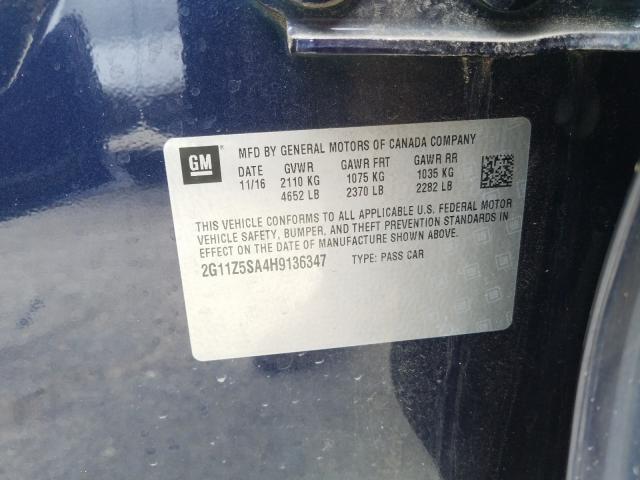 GM
MFD BY GENERAL MOTORS OF CANADA COMPANY
DATE GVWR GAWR FRT GAWR RR
11/16 2110 KG 1075 KG 1035 KG
4652 LB 2370 LB 2282 LB
THIS VEHICLE CONFORMS TO ALL APPLICABLE U.S. FEDERAL MOTOR
VEHICLE SAFETY, BUMPER, AND THEFT PREVENTION STANDARDS IN
EFFECT ON THE DATE OF MANUFACTURE SHOWN ABOVE.
2G11Z5SA4H9136347 TYPE: PASS CAR